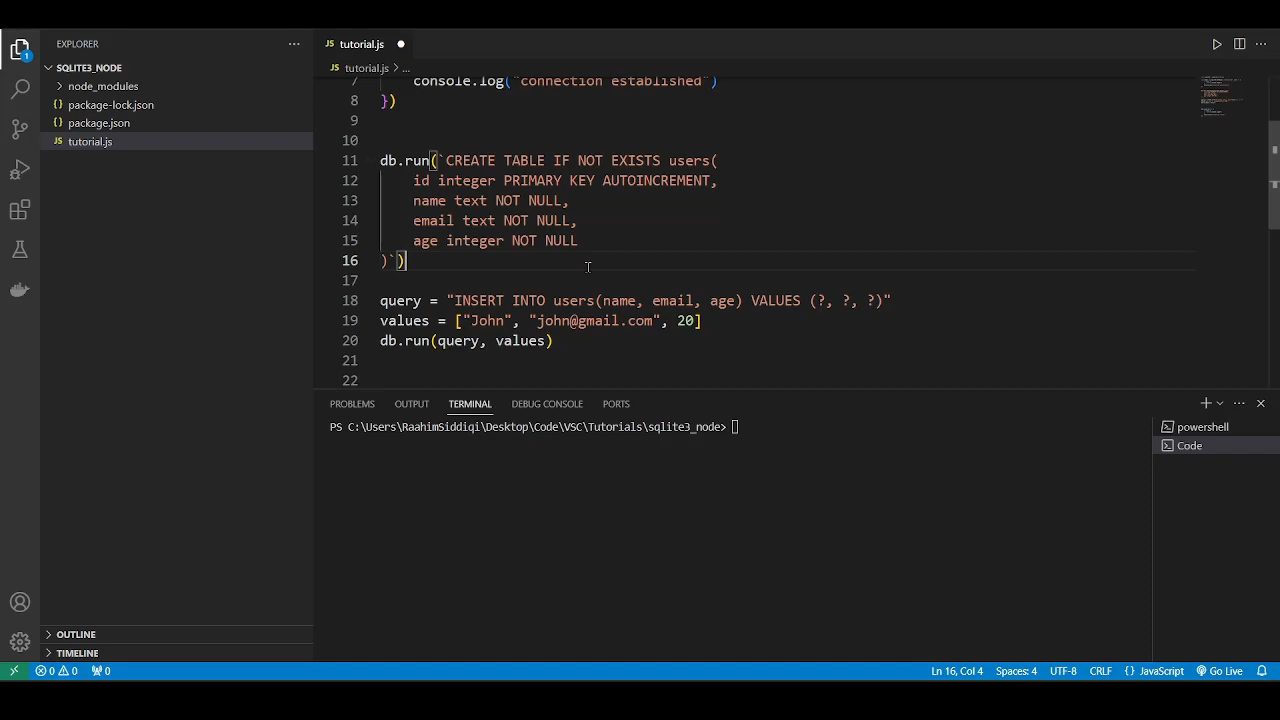 EXPLORER
tutorial.js
SQLITE3_NODE
tutorial.js > ...
node_modules
package-lock.json
package.json
tutorial.js
1
7 console.log("connection established")
8 })
9
10
11 db.run(`CREATE TABLE IF NOT EXISTS users(
12 id integer PRIMARY KEY AUTOINCREMENT,
13 name text NOT NULL,
14 email text NOT NULL,
15 age integer NOT NULL
16 )`)
17
18 query = "INSERT INTO users(name, email, age) VALUES (?, ?, ?)"
19 values = ["John", "john@gmail.com", 20]
20 db.run(query, values)
21
22
PROBLEMS OUTPUT TERMINAL DEBUG CONSOLE PORTS
PS C:\Users\RaahimSiddiqi\Desktop\Code\VSC\Tutorials\sqlite3_node>
powershell
Code
OUTLINE
TIMELINE
0 0 0 Ln 16, Col 4 Spaces: 4 UTF-8 CRLF {} JavaScript Go Live